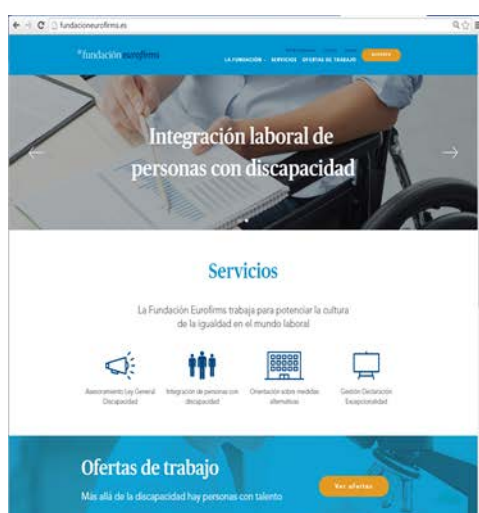 fundacioneurofirms.es
fundación eurofirms
LA FUNDACIÓN SERVICIOS OFERTAS DE TRABAJO
Integración laboral de
personas con discapacidad
Servicios
La Fundación Eurofirms trabaja para potenciar la cultura
de la igualdad en el mundo laboral
Asesoramiento Ley General
Discapacidad
Integración de personas con
discapacidad
Orientación sobre medidas
alternativas
Gestión Declaración
Excepcionalidad
Ofertas de trabajo
Más allá de la discapacidad hay personas con talento
Ver ofertas